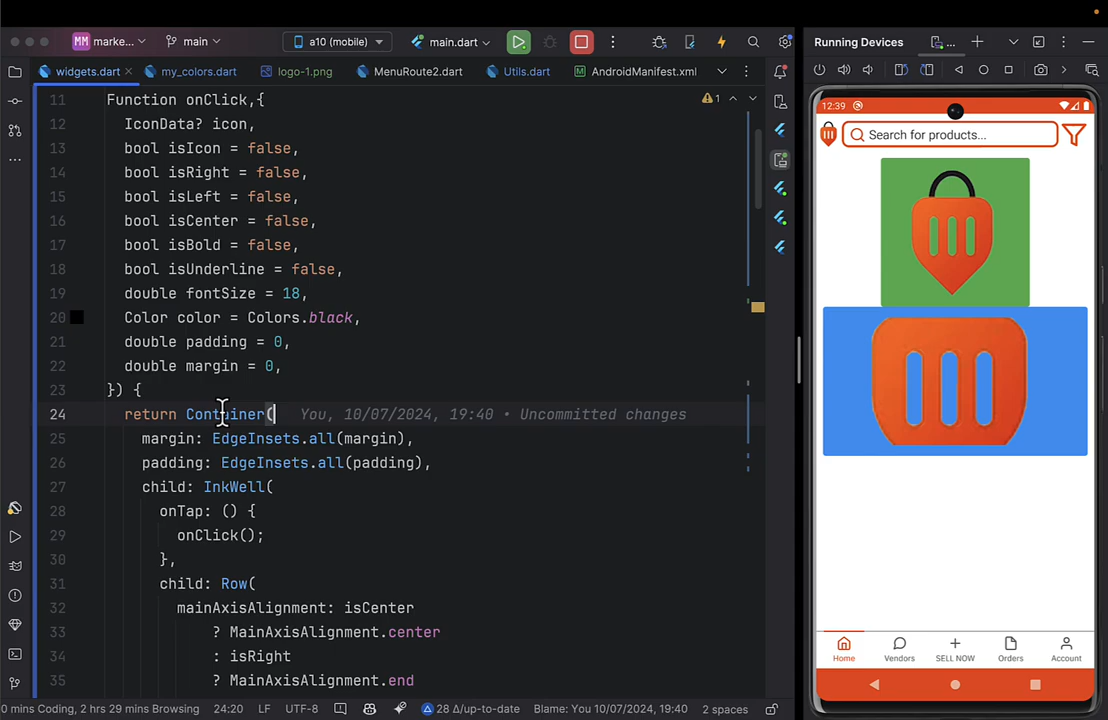 MM marke...
main
a10 (mobile)
main.dart
Running Devices
...
widgets.dart
my_colors.dart
logo-1.png
MenuRoute2.dart
Utils.dart
AndroidManifest.xml
11 Function onClick,{
1
12 IconData? icon,
13 bool isIcon = false,
14 bool isRight = false,
15 bool isLeft = false,
16 bool isCenter = false,
17 bool isBold = false,
18 bool isUnderline = false,
19 double fontSize = 18,
20 Color color = Colors.black,
21 double padding = 0,
22 double margin = 0,
23 }) {
24 return Container( You, 10/07/2024, 19:40 • Uncommitted changes
25 margin: EdgeInsets.all(margin),
26 padding: EdgeInsets.all(padding),
27 child: InkWell(
28 onTap: () {
29 onClick();
30 },
31 child: Row(
32 mainAxisAlignment: isCenter
33 ? MainAxisAlignment.center
34 : isRight
35 ? MainAxisAlignment.end
12:39
Search for products...
Home
Vendors
SELL NOW
Orders
Account
0 mins Coding, 2 hrs 29 mins Browsing
24:20
LF
UTF-8
28 Δ/up-to-date
Blame: You 10/07/2024, 19:40
2 spaces